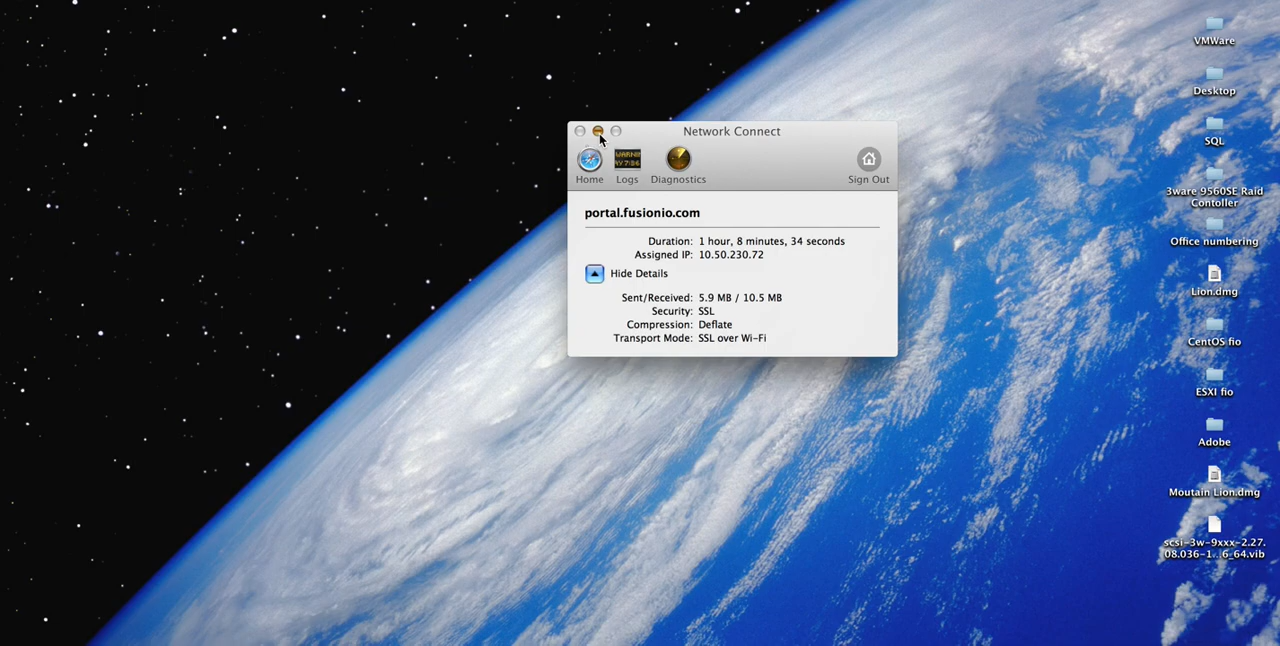 Network Connect
WARNIN
Home
Logs
Diagnostics
Sign Out
portal.fusionio.com
Duration: 1 hour, 8 minutes, 34 seconds
Assigned IP: 10.50.230.72
Hide Details
Sent/Received: 5.9 MB / 10.5 MB
Security: SSL
Compression: Deflate
Transport Mode: SSL over Wi-Fi
VMWare
Desktop
SQL
3ware 9560SE Raid
Contoller
Office numbering
Lion.dmg
CentOS fio
ESXI fio
Adobe
Moutain Lion.dmg
scsi-3w-9xxx-2.27.
08.036-1...6-64.vib